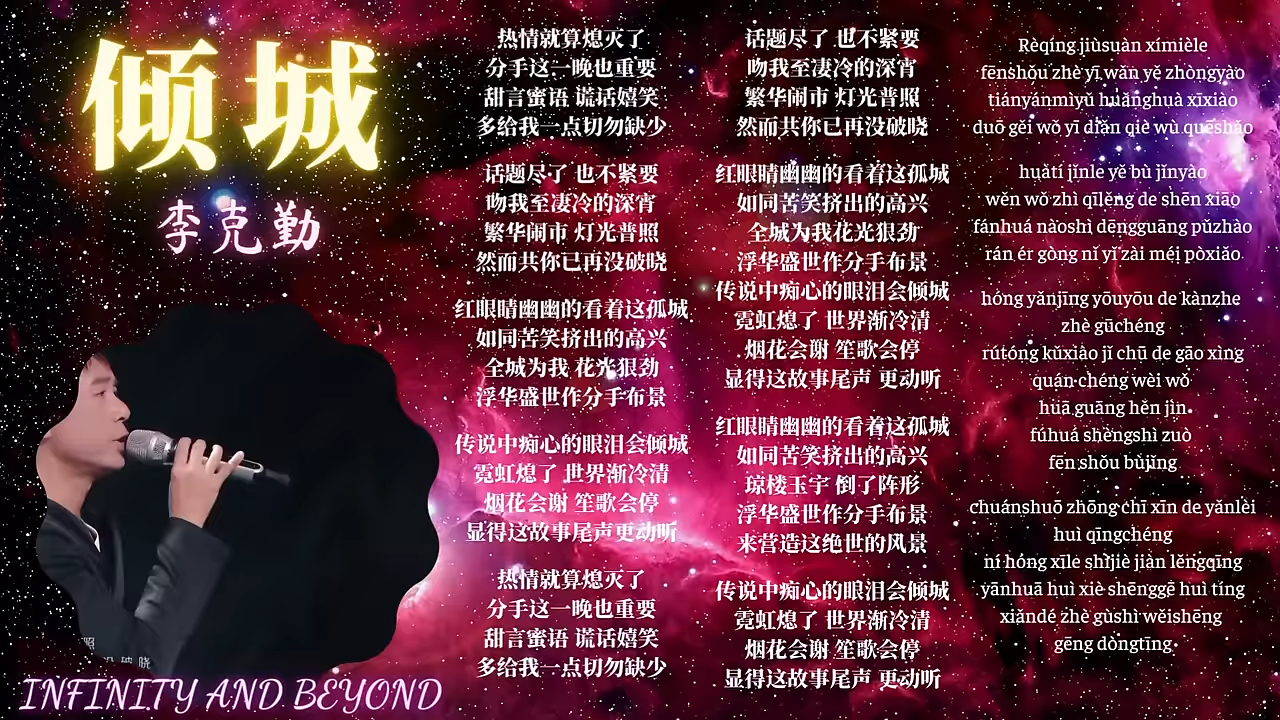 倾城
李克勤
照
破晓
INFINITY AND BEYOND
热情就算熄灭了
分手这一晚也重要
甜言蜜语 谎话嬉笑
多给我一点切勿缺少
话题尽了 也不紧要
吻我至凄冷的深宵
繁华闹市 灯光普照
然而共你已再没破晓
红眼睛幽幽的看着这孤城
如同苦笑挤出的高兴
全城为我 花光狠劲
浮华盛世作分手布景
传说中痴心的眼泪会倾城
霓虹熄了 世界渐冷清
烟花会谢 笙歌会停
显得这故事尾声更动听
热情就算熄灭了
分手这一晚也重要
甜言蜜语 谎话嬉笑
多给我一点切勿缺少
话题尽了 也不紧要
吻我至凄冷的深宵
繁华闹市 灯光普照
然而共你已再没破晓
红眼睛幽幽的看着这孤城
如同苦笑挤出的高兴
全城为我花光狠劲
浮华盛世作分手布景
传说中痴心的眼泪会倾城
霓虹熄了 世界渐冷清
烟花会谢 笙歌会停
显得这故事尾声 更动听
红眼睛幽幽的看着这孤城
如同苦笑挤出的高兴
琼楼玉宇 倒了阵形
浮华盛世作分手布景
来营造这绝世的风景
传说中痴心的眼泪会倾城
霓虹熄了 世界渐冷清
烟花会谢 笙歌会停
显得这故事尾声 更动听
Rèqíng jiùsuàn xímièle
fēnshǒu zhè yī wǎn yě zhòngyào
tiányánmìyǔ huǎnghuà xīxiào
duō gěi wǒ yī diǎn qiè wù quēshǎo
huàtí jǐnle yě bù jǐnyào
wěn wǒ zhì qīlěng de shēn xiāo
fánhuá nàoshì dēngguāng pǔzhào
rán ér gòng nǐ yǐ zài méi pòxiǎo
hóng yǎnjīng yōuyōu de kànzhe
zhè gūchéng
rútóng kǔxiào jǐ chū de gāo xìng
quán chéng wèi wǒ
huā guāng hěn jìn
fúhuá shèngshì zuò
fēn shǒu bùjǐng
chuánshuō zhōng chī xīn de yǎnlèi
huì qīngchéng
ní hóng xīle shìjiè jiàn lěngqīng
yānhuā huì xiè shēnggē huì tíng
xiǎndé zhè gùshì wěishēng
gēng dòngtīng